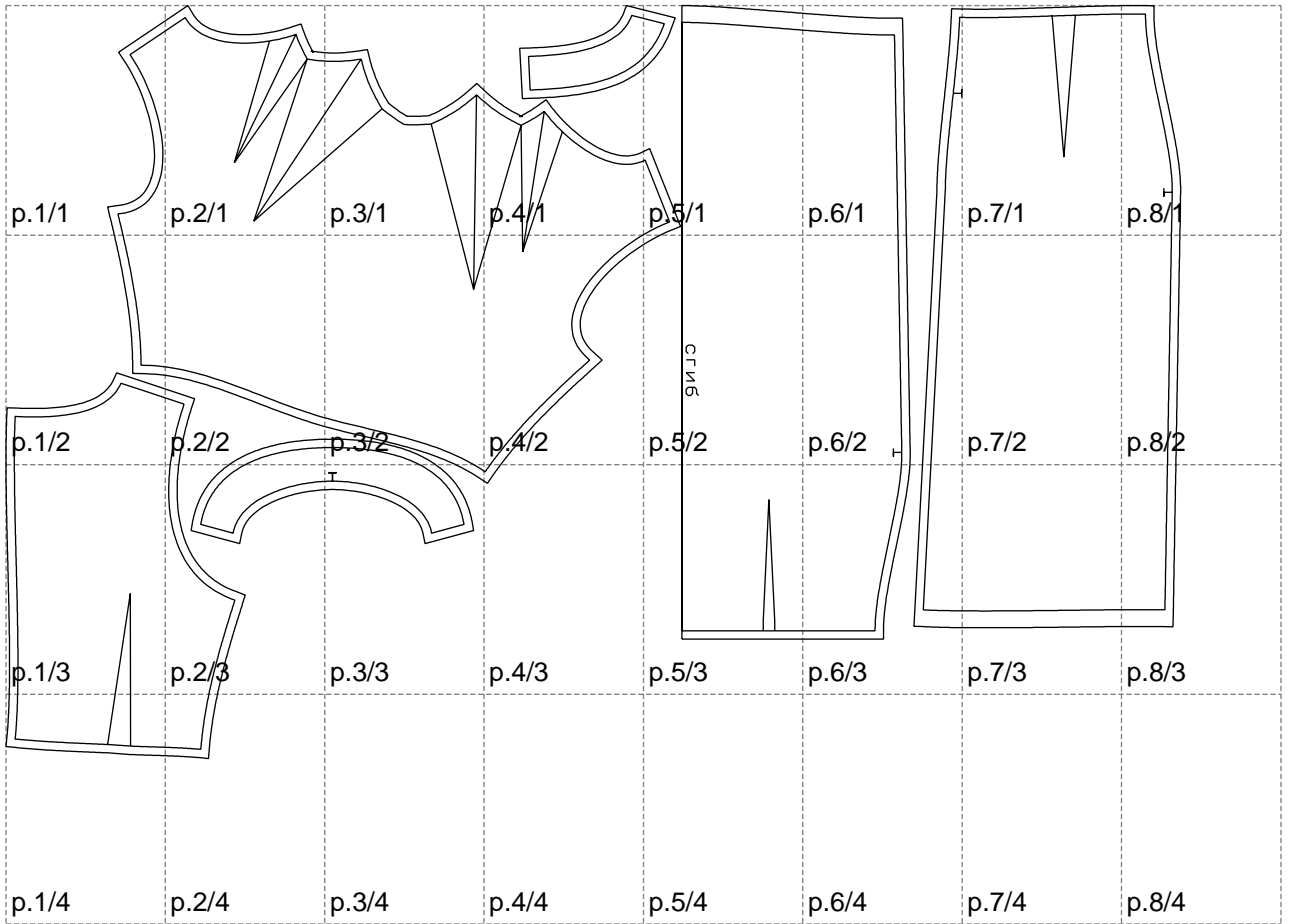 p.1/1 p.2/1 p.3/1 p.4/1 p.5/1 p.6/1 p.7/1 p.8/1
сгиб
p.1/2 p.2/2 p.3/2 p.4/2 p.5/2 p.6/2 p.7/2 p.8/2
p.1/3 p.2/3 p.3/3 p.4/3 p.5/3 p.6/3 p.7/3 p.8/3
p.1/4 p.2/4 p.3/4 p.4/4 p.5/4 p.6/4 p.7/4 p.8/4